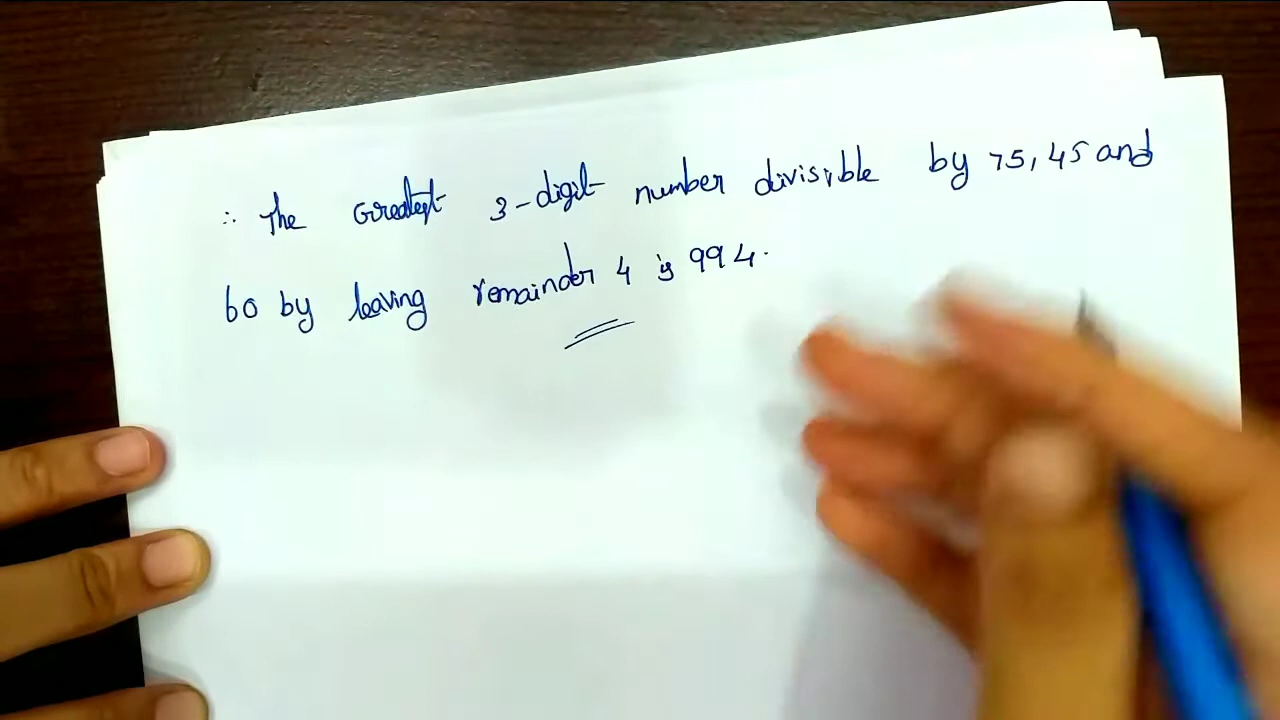 ∴ The Greatest 3-digit number divisible by 75, 45 and
60 by leaving remainder 4 is 994.